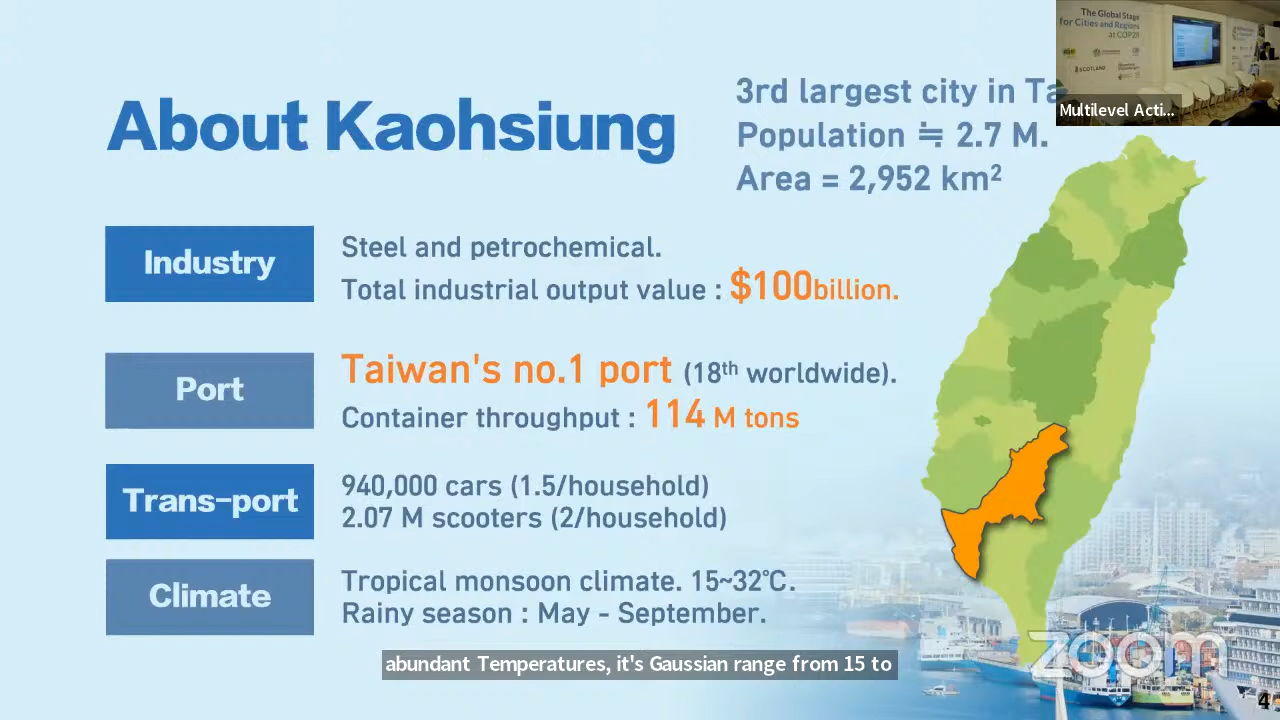 About Kaohsiung
3rd largest city in Ta
Population ≒ 2.7 M.
Area = 2,952 km²
Industry
Steel and petrochemical.
Total industrial output value : $100billion.
Port
Taiwan's no.1 port (18th worldwide).
Container throughput : 114 M tons
Trans-port
940,000 cars (1.5/household)
2.07 M scooters (2/household)
Climate
Tropical monsoon climate. 15~32°C.
Rainy season : May - September.
abundant Temperatures, it's Gaussian range from 15 to
The Global Stage
for Cities and Regions
at COP29
SCOTLAND
Multilevel Acti...
zoom
4